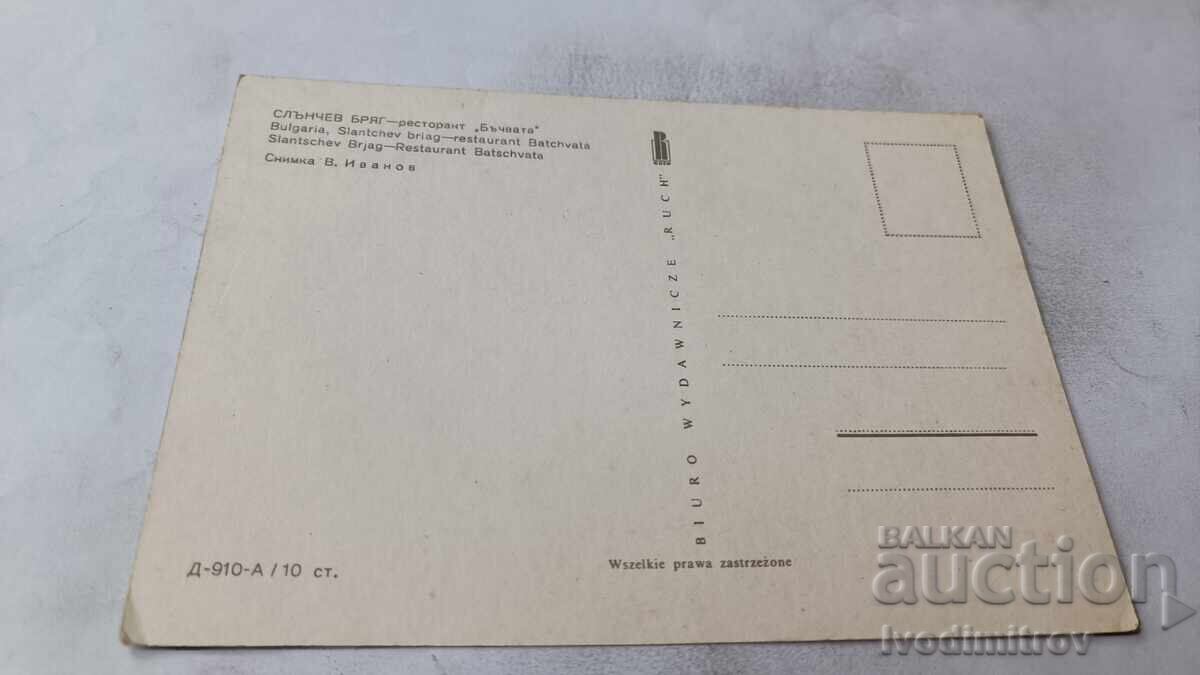 СЛЪНЧЕВ БРЯГ—ресторант „Бъчвата“
Bulgaria, Slantchev briag—restaurant Batchvata
Slantschev Brjag—Restaurant Batschvata
Снимка В. Иванов
BIURO WYDAWNICZE „RUCH”
Д-910-А / 10 ст.
Wszelkie prawa zastrzeżone
BALKAN
auction
Ivodimitrov